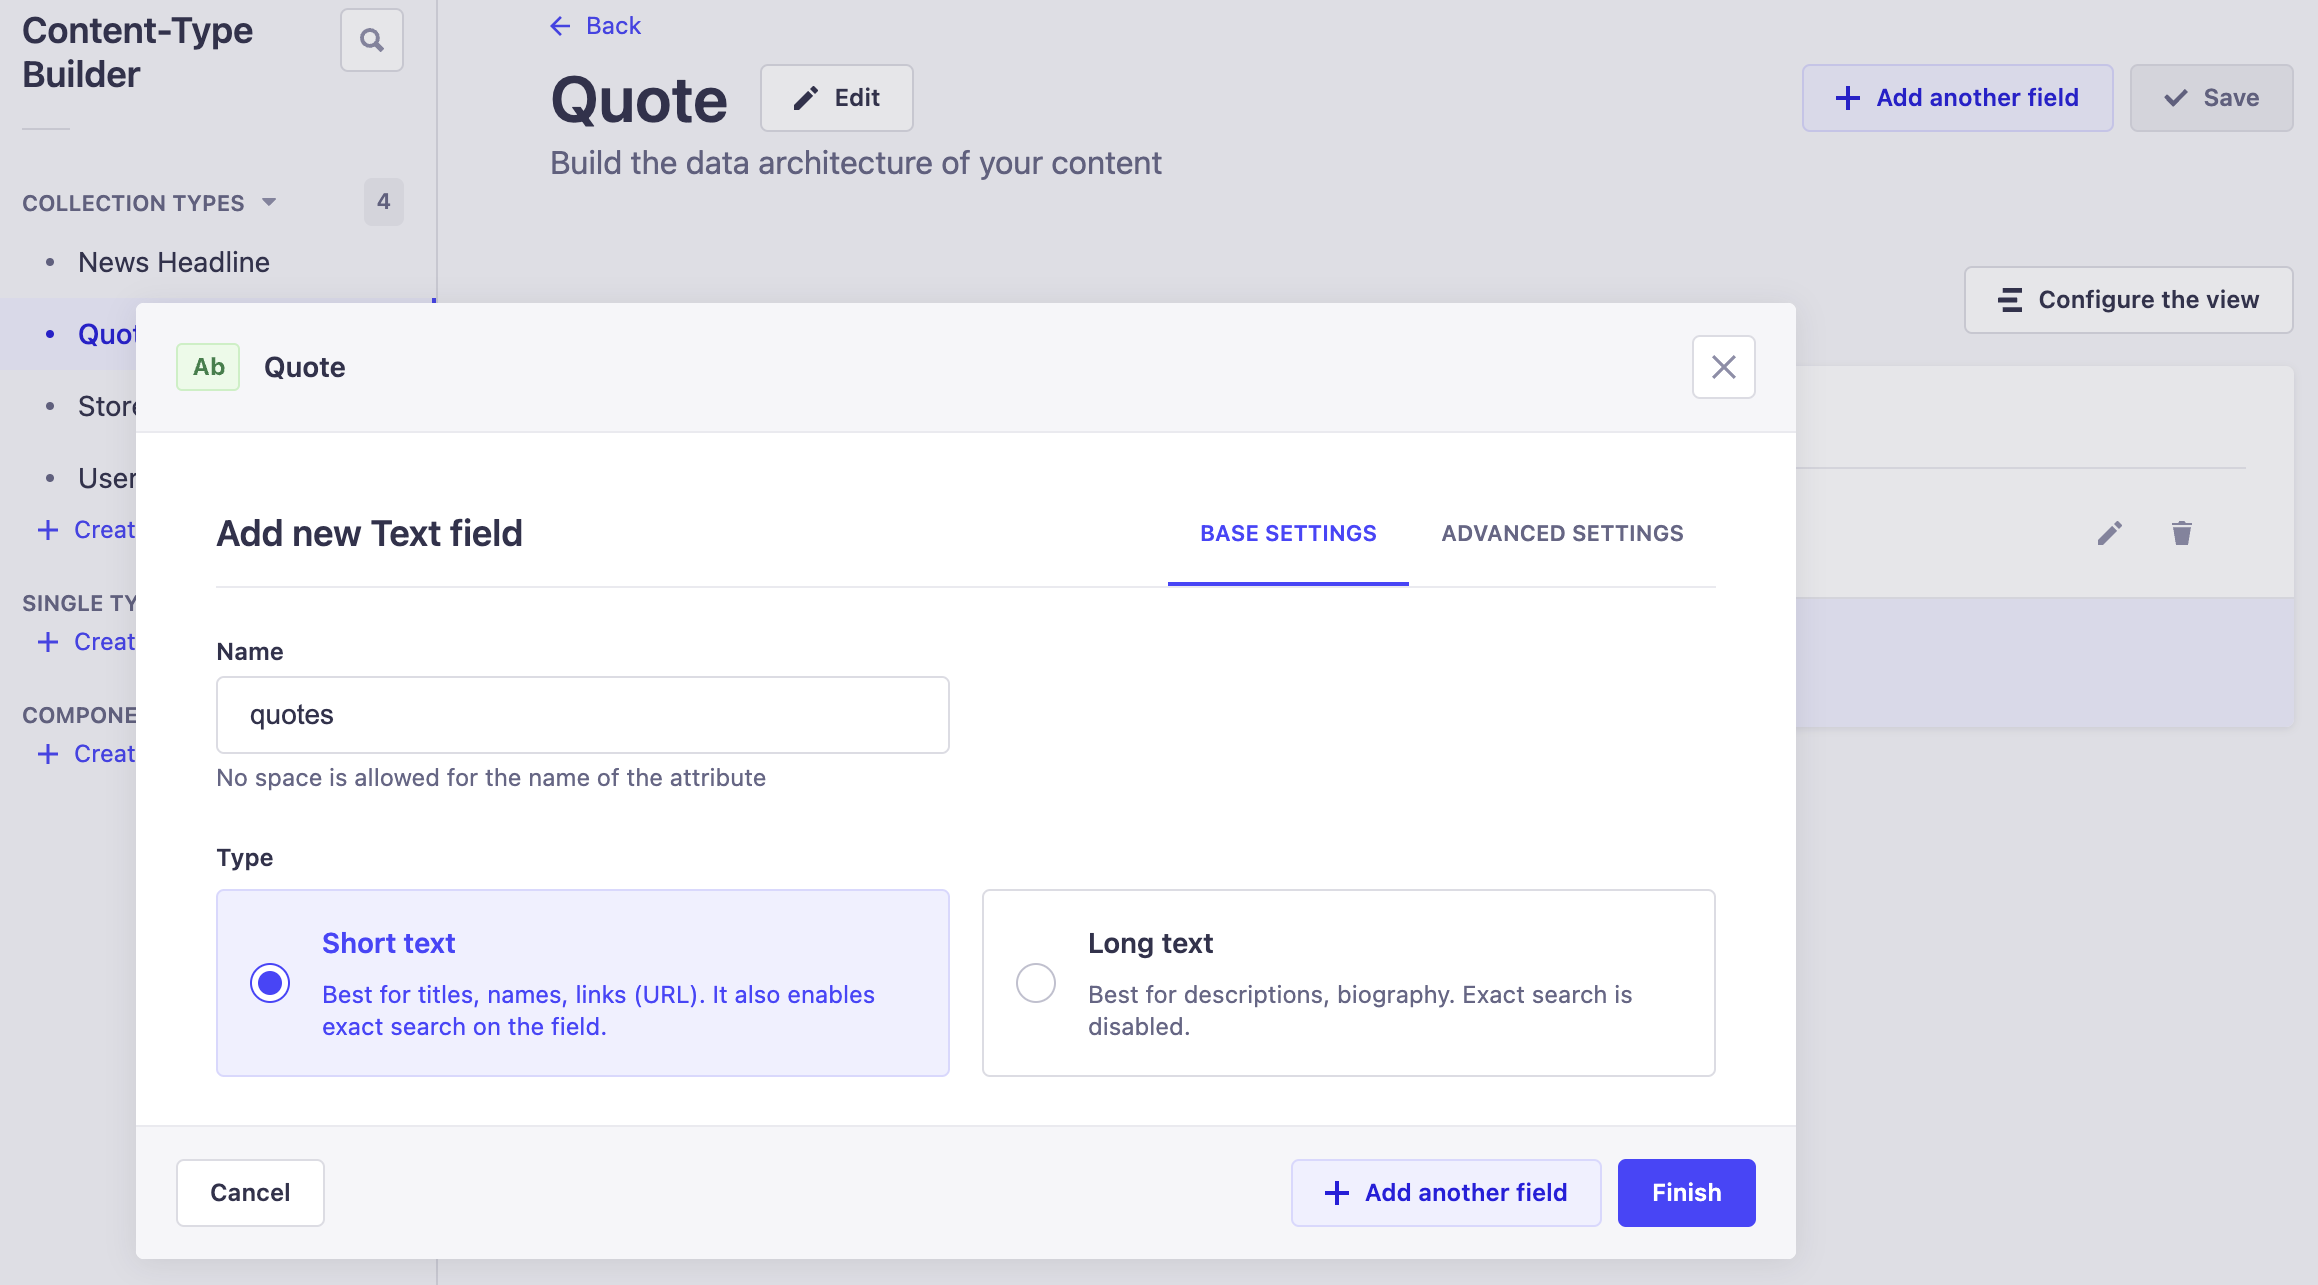 Content-Type
Builder
COLLECTION TYPES
4
News Headline
Quot
Store
User
Creat
SINGLE TY
Creat
COMPONE
Creat
Back
Quote
Edit
Add another field
Save
Build the data architecture of your content
Configure the view
Ab
Quote
Add new Text field
BASE SETTINGS
ADVANCED SETTINGS
Name
quotes
No space is allowed for the name of the attribute
Type
Short text
Best for titles, names, links (URL). It also enables
exact search on the field.
Long text
Best for descriptions, biography. Exact search is
disabled.
Cancel
Add another field
Finish